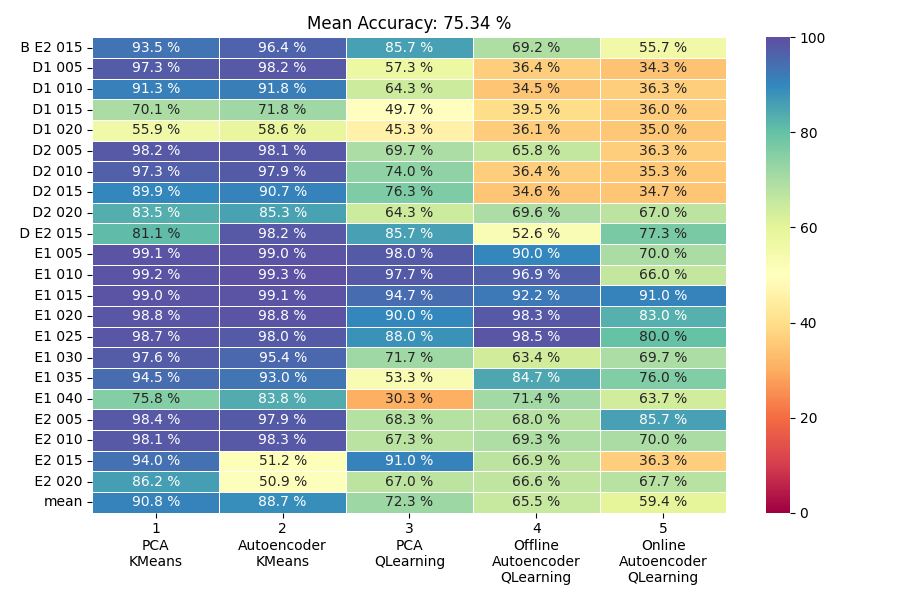 Mean Accuracy: 75.34 %
B E2 015 93.5 % 96.4 % 85.7 % 69.2 % 55.7 % 100
D1 005 97.3 % 98.2 % 57.3 % 36.4 % 34.3 %
D1 010 91.3 % 91.8 % 64.3 % 34.5 % 36.3 %
D1 015 70.1 % 71.8 % 49.7 % 39.5 % 36.0 %
D1 020 55.9 % 58.6 % 45.3 % 36.1 % 35.0 % 80
D2 005 98.2 % 98.1 % 69.7 % 65.8 % 36.3 %
D2 010 97.3 % 97.9 % 74.0 % 36.4 % 35.3 %
D2 015 89.9 % 90.7 % 76.3 % 34.6 % 34.7 %
D2 020 83.5 % 85.3 % 64.3 % 69.6 % 67.0 %
D E2 015 81.1 % 98.2 % 85.7 % 52.6 % 77.3 % 60
E1 005 99.1 % 99.0 % 98.0 % 90.0 % 70.0 %
E1 010 99.2 % 99.3 % 97.7 % 96.9 % 66.0 %
E1 015 99.0 % 99.1 % 94.7 % 92.2 % 91.0 %
E1 020 98.8 % 98.8 % 90.0 % 98.3 % 83.0 % 40
E1 025 98.7 % 98.0 % 88.0 % 98.5 % 80.0 %
E1 030 97.6 % 95.4 % 71.7 % 63.4 % 69.7 %
E1 035 94.5 % 93.0 % 53.3 % 84.7 % 76.0 %
E1 040 75.8 % 83.8 % 30.3 % 71.4 % 63.7 %
E2 005 98.4 % 97.9 % 68.3 % 68.0 % 85.7 % 20
E2 010 98.1 % 98.3 % 67.3 % 69.3 % 70.0 %
E2 015 94.0 % 51.2 % 91.0 % 66.9 % 36.3 %
E2 020 86.2 % 50.9 % 67.0 % 66.6 % 67.7 %
mean 90.8 % 88.7 % 72.3 % 65.5 % 59.4 % 0
1 2 3 4 5
PCA Autoencoder PCA Offline Online
KMeans KMeans QLearning Autoencoder Autoencoder
QLearning QLearning